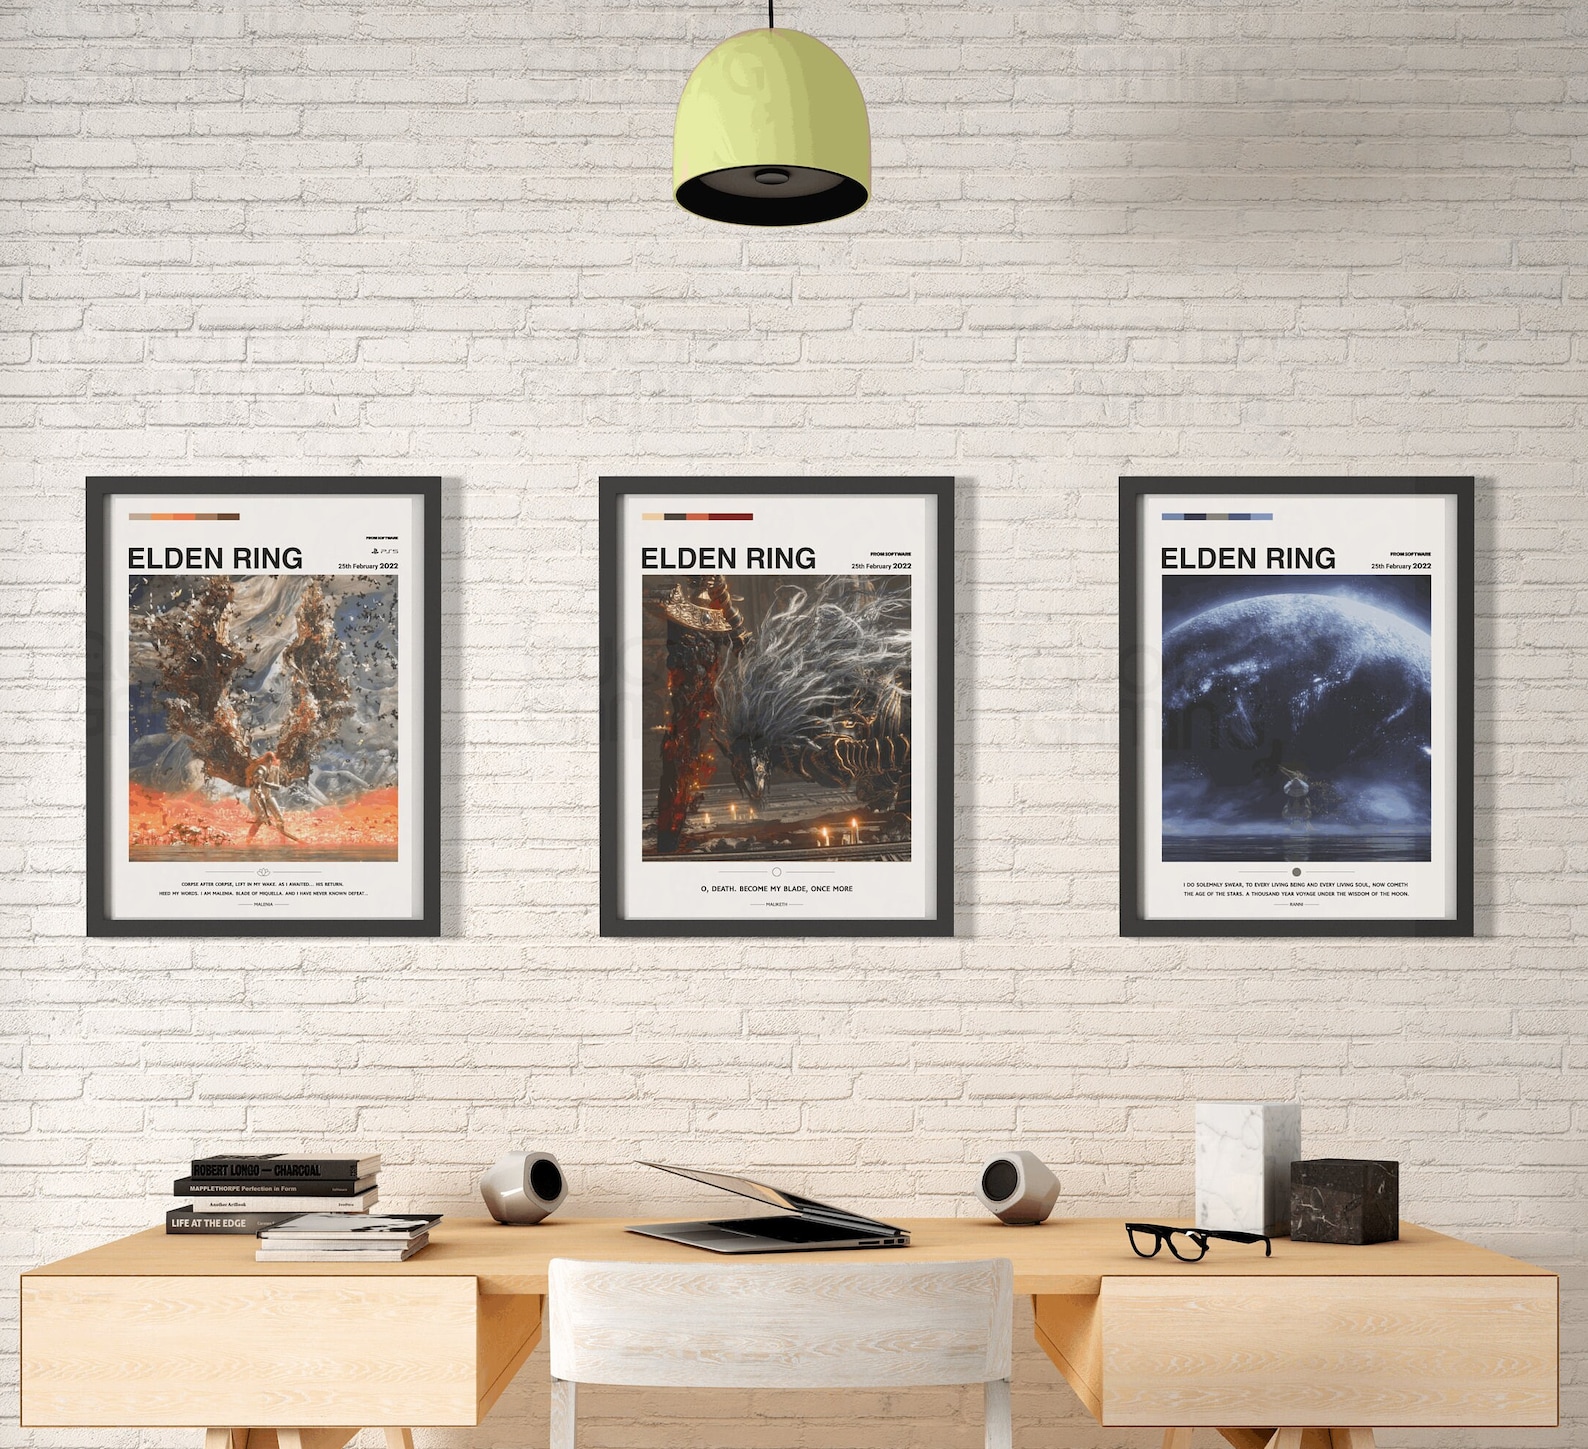 ELDEN RING
FROM SOFTWARE
PS5
25th February 2022
CORPSE AFTER CORPSE, LEFT IN MY WAKE. AS I AWAITED... HIS RETURN.
HEED MY WORDS. I AM MALENIA. BLADE OF MIQUELLA. AND I HAVE NEVER KNOWN DEFEAT...
MALENIA
ELDEN RING
FROM SOFTWARE
25th February 2022
O, DEATH. BECOME MY BLADE, ONCE MORE
MALIKETH
ELDEN RING
FROM SOFTWARE
25th February 2022
I DO SOLEMNLY SWEAR, TO EVERY LIVING BEING AND EVERY LIVING SOUL, NOW COMETH
THE AGE OF THE STARS. A THOUSAND YEAR VOYAGE UNDER THE WISDOM OF THE MOON.
RANNI
ROBERT LONGO — CHARCOAL
MAPPLETHORPE Perfection in Form
Another ArtBook
LIFE AT THE EDGE